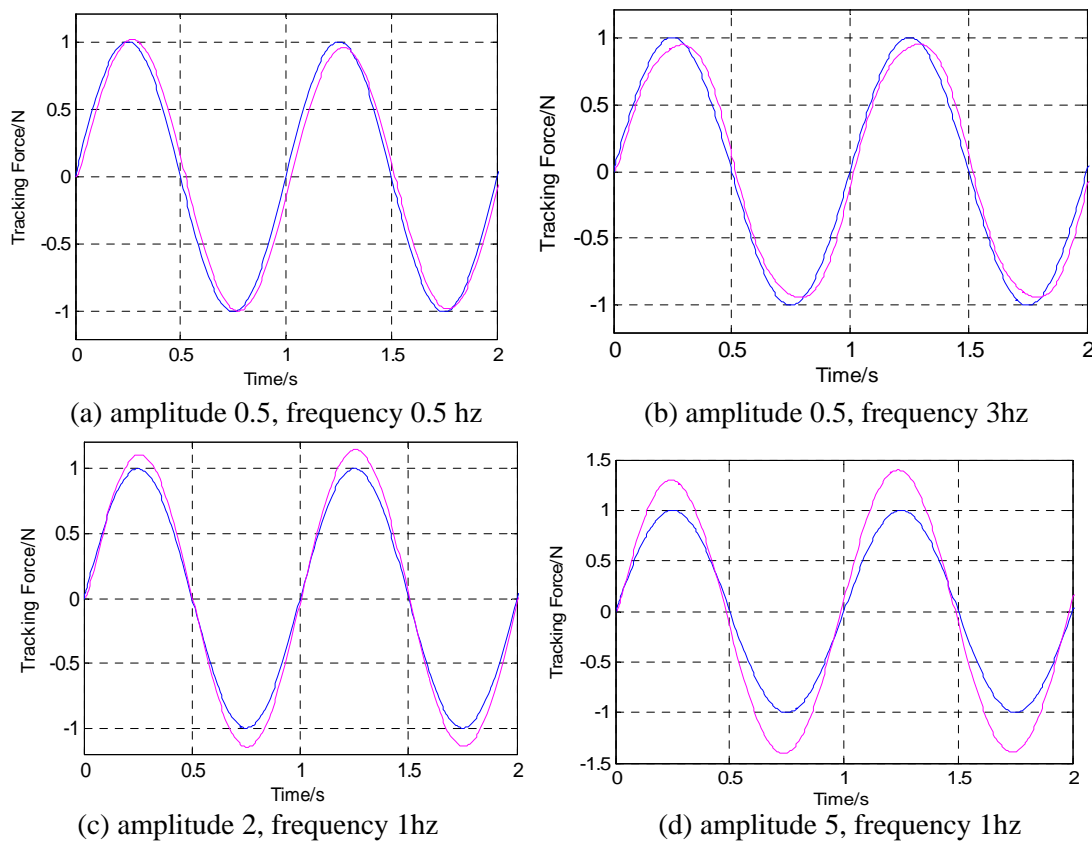 Tracking Force/N
1
0.5
0
-0.5
-1
0 0.5 1 1.5 2
Time/s
(a) amplitude 0.5, frequency 0.5 hz
Tracking Force/N
1
0.5
0
-0.5
-1
0 0.5 1 1.5 2
Time/s
(b) amplitude 0.5, frequency 3hz
Tracking Force/N
1
0.5
0
-0.5
-1
0 0.5 1 1.5 2
Time/s
(c) amplitude 2, frequency 1hz
Tracking Force/N
1.5
1
0.5
0
-0.5
-1
-1.5
0 0.5 1 1.5 2
Time/s
(d) amplitude 5, frequency 1hz